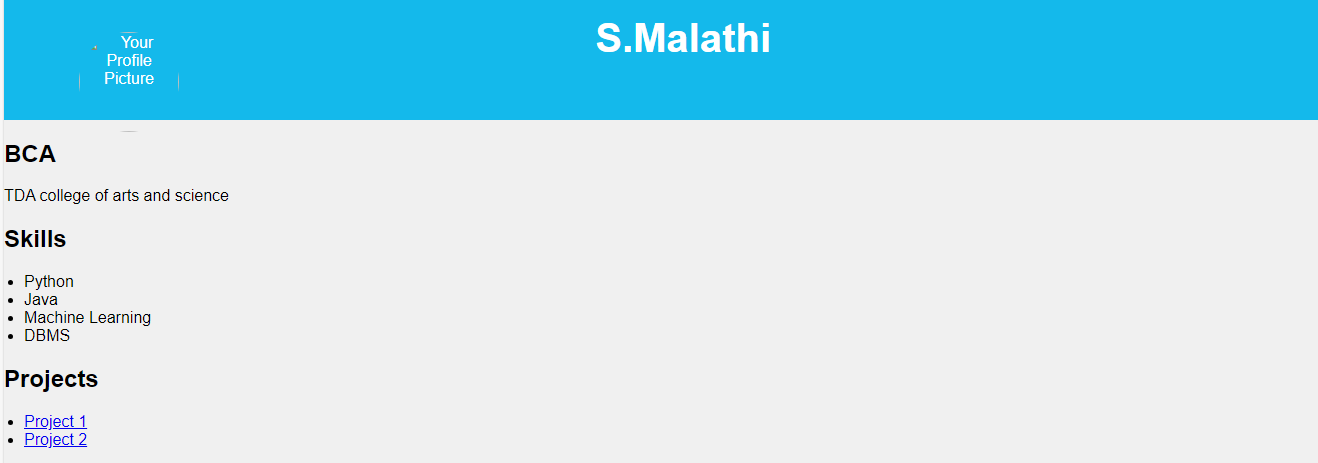 Your
Profile
Picture
S.Malathi
BCA
TDA college of arts and science
Skills
Python
Java
Machine Learning
DBMS
Projects
Project 1
Project 2